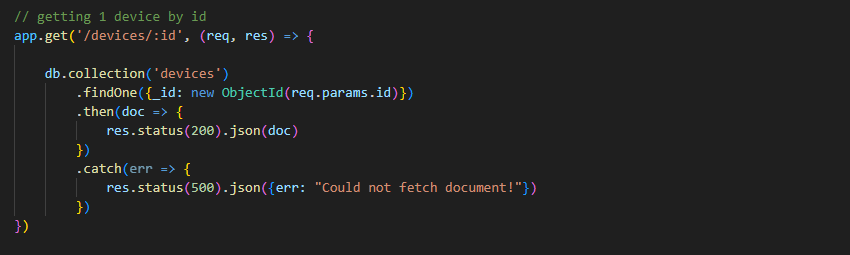 // getting 1 device by id
app.get('/devices/:id', (req, res) => {
db.collection('devices')
.findOne({_id: new ObjectId(req.params.id)})
.then(doc => {
res.status(200).json(doc)
})
.catch(err => {
res.status(500).json({err: "Could not fetch document!"})
})
})